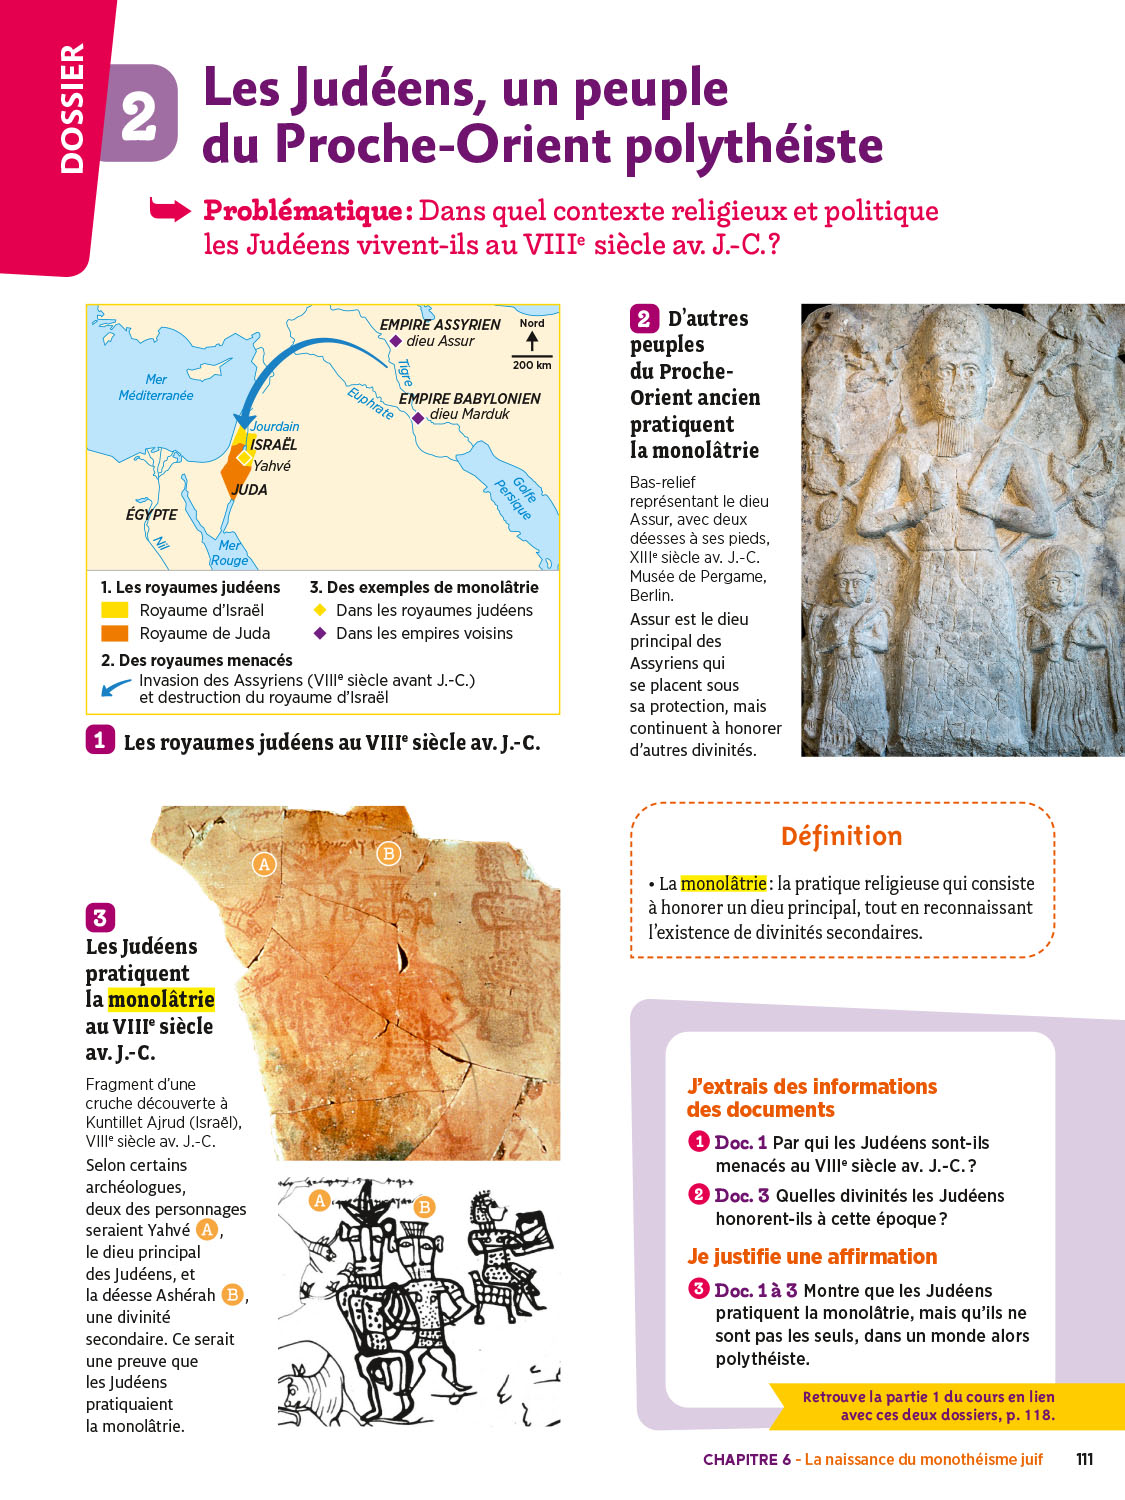 DOSSIER
2
Les Judéens, un peuple
du Proche-Orient polythéiste
Problématique : Dans quel contexte religieux et politique
les Judéens vivent-ils au VIIIe siècle av. J.-C. ?
EMPIRE ASSYRIEN
dieu Assur
Nord
200 km
Mer
Méditerranée
Tigre
Euphrate
EMPIRE BABYLONIEN
dieu Marduk
Jourdain
ISRAËL
Yahvé
JUDA
Golfe
Persique
ÉGYPTE
Nil
Mer
Rouge
1. Les royaumes judéens
Royaume d'Israël
Royaume de Juda
3. Des exemples de monolâtrie
Dans les royaumes judéens
Dans les empires voisins
2. Des royaumes menacés
Invasion des Assyriens (VIIIe siècle avant J.-C.)
et destruction du royaume d'Israël
1 Les royaumes judéens au VIIIe siècle av. J.-C.
2 D'autres
peuples
du Proche-
Orient ancien
pratiquent
la monolâtrie
Bas-relief
représentant le dieu
Assur, avec deux
déesses à ses pieds,
XIIIe siècle av. J.-C.
Musée de Pergame,
Berlin.
Assur est le dieu
principal des
Assyriens qui
se placent sous
sa protection, mais
continuent à honorer
d'autres divinités.
3
Les Judéens
pratiquent
la monolâtrie
au VIIIe siècle
av. J.-C.
Fragment d'une
cruche découverte à
Kuntillet Ajrud (Israël),
VIIIe siècle av. J.-C.
Selon certains
archéologues,
deux des personnages
seraient Yahvé A,
le dieu principal
des Judéens, et
la déesse Ashérah B,
une divinité
secondaire. Ce serait
une preuve que
les Judéens
pratiquaient
la monolâtrie.
A
B
A
B
Définition
• La monolâtrie : la pratique religieuse qui consiste
à honorer un dieu principal, tout en reconnaissant
l'existence de divinités secondaires.
J'extrais des informations
des documents
1 Doc. 1 Par qui les Judéens sont-ils
menacés au VIIIe siècle av. J.-C. ?
2 Doc. 3 Quelles divinités les Judéens
honorent-ils à cette époque ?
Je justifie une affirmation
3 Doc. 1 à 3 Montre que les Judéens
pratiquent la monolâtrie, mais qu'ils ne
sont pas les seuls, dans un monde alors
polythéiste.
Retrouve la partie 1 du cours en lien
avec ces deux dossiers, p. 118.
CHAPITRE 6 - La naissance du monothéisme juif
111